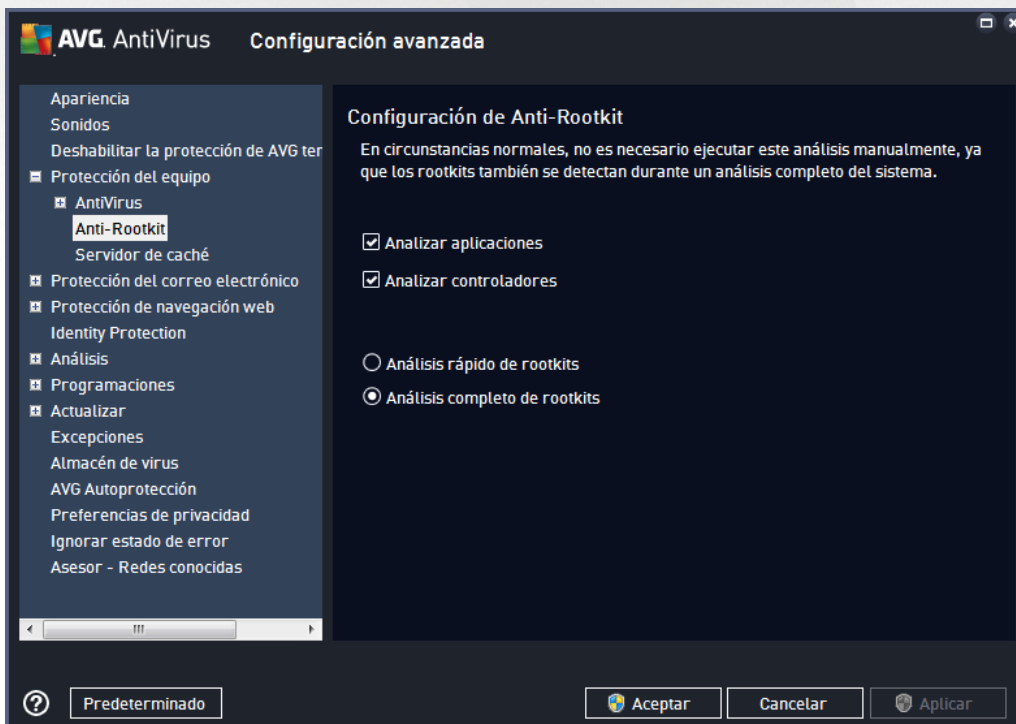 AVG. AntiVirus
Configuración avanzada
Apariencia
Sonidos
Deshabilitar la protección de AVG ter
Protección del equipo
AntiVirus
Anti-Rootkit
Servidor de caché
Protección del correo electrónico
Protección de navegación web
Identity Protection
Análisis
Programaciones
Actualizar
Excepciones
Almacén de virus
AVG Autoprotección
Preferencias de privacidad
Ignorar estado de error
Asesor - Redes conocidas
Configuración de Anti-Rootkit
En circunstancias normales, no es necesario ejecutar este análisis manualmente, ya
que los rootkits también se detectan durante un análisis completo del sistema.
Analizar aplicaciones
Analizar controladores
Análisis rápido de rootkits
Análisis completo de rootkits
Predeterminado
Aceptar
Cancelar
Aplicar